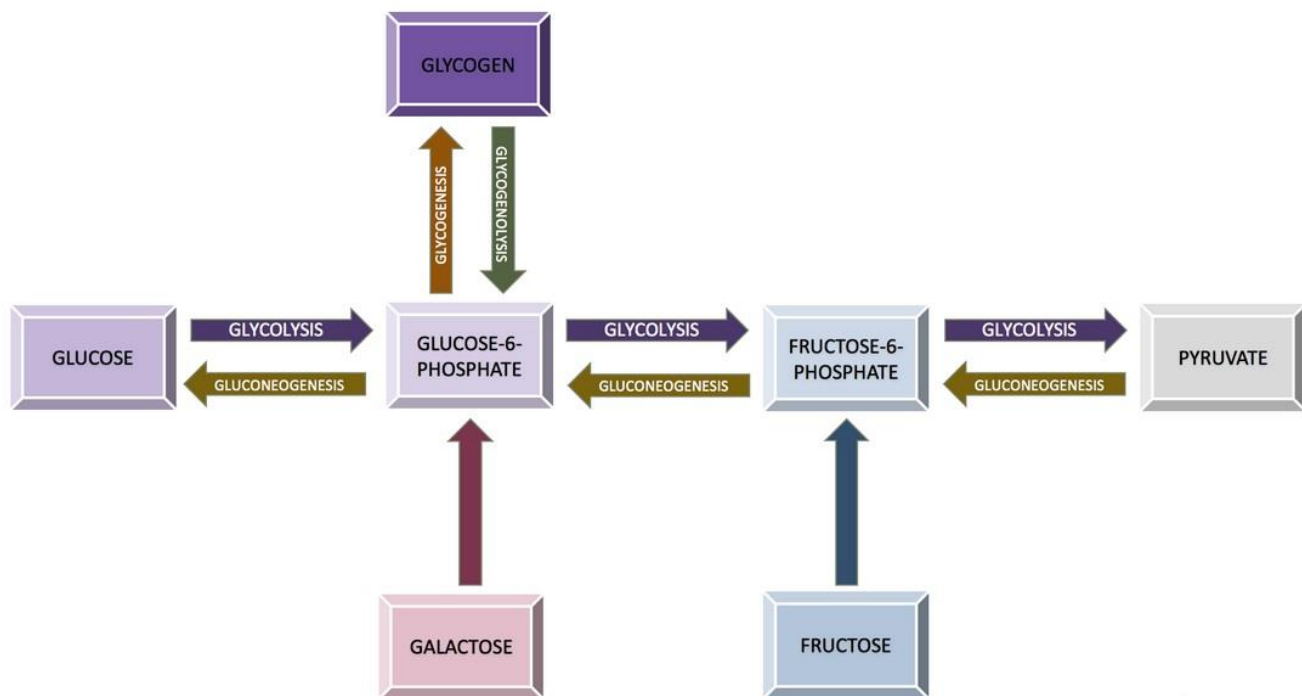 GLYCOGEN
GLYCOGENESIS
GLYCOGENOLYSIS
GLUCOSE
GLYCOLYSIS
GLUCONEOGENESIS
GLUCOSE-6-
PHOSPHATE
GLYCOLYSIS
GLUCONEOGENESIS
FRUCTOSE-6-
PHOSPHATE
GLYCOLYSIS
GLUCONEOGENESIS
PYRUVATE
GALACTOSE
FRUCTOSE